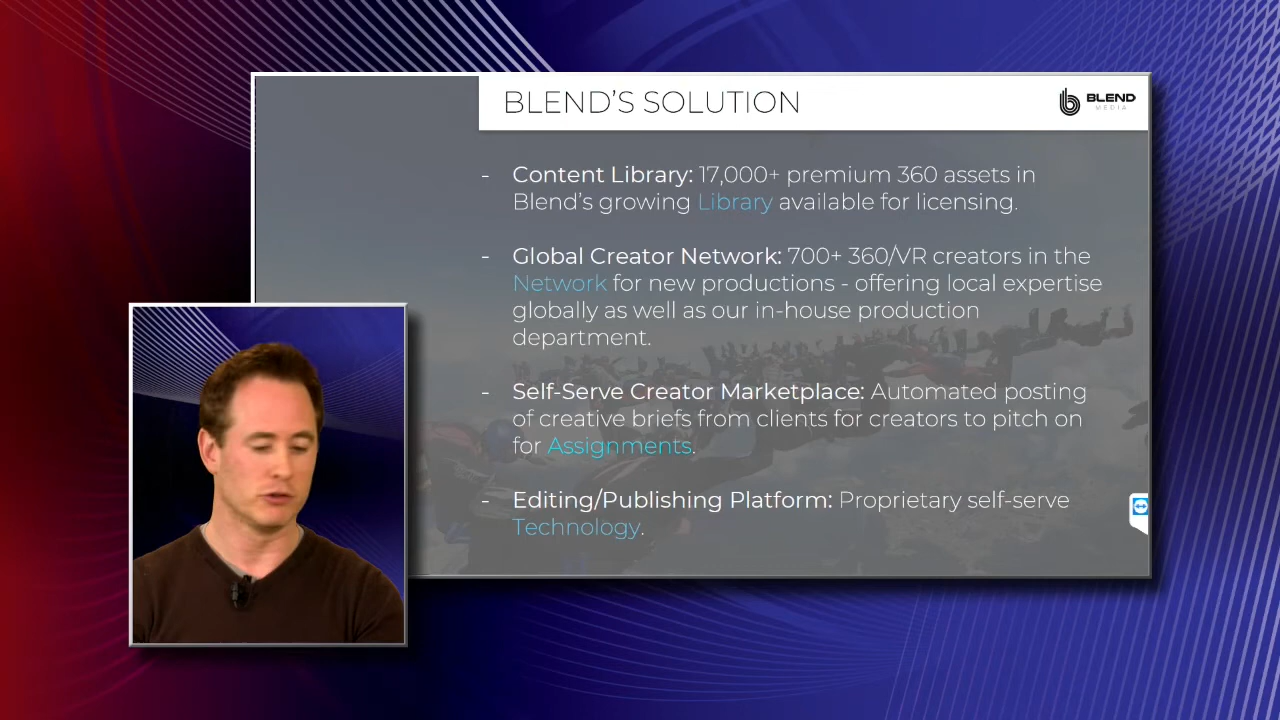 BLEND'S SOLUTION
BLEND
MEDIA
- Content Library: 17,000+ premium 360 assets in
Blend's growing Library available for licensing.
- Global Creator Network: 700+ 360/VR creators in the
Network for new productions - offering local expertise
globally as well as our in-house production
department.
- Self-Serve Creator Marketplace: Automated posting
of creative briefs from clients for creators to pitch on
for Assignments.
- Editing/Publishing Platform: Proprietary self-serve
Technology.